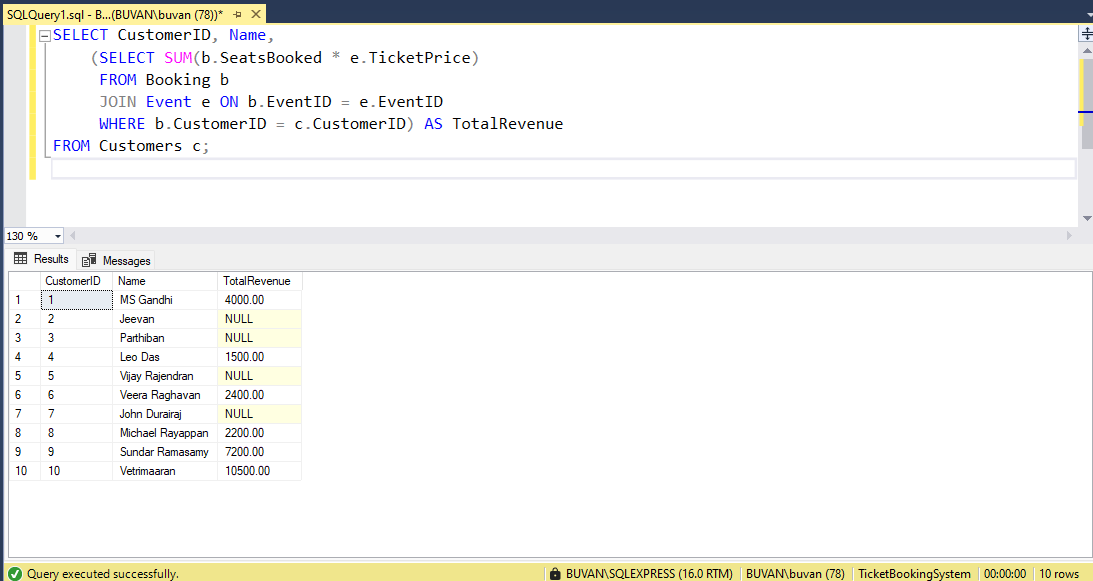 SQLQuery1.sql - B...(BUVAN\buvan (78))*
SELECT CustomerID, Name,
(SELECT SUM(b.SeatsBooked * e.TicketPrice)
FROM Booking b
JOIN Event e ON b.EventID = e.EventID
WHERE b.CustomerID = c.CustomerID) AS TotalRevenue
FROM Customers c;
130 %
Results Messages
CustomerID Name TotalRevenue
1 1 MS Gandhi 4000.00
2 2 Jeevan NULL
3 3 Parthiban NULL
4 4 Leo Das 1500.00
5 5 Vijay Rajendran NULL
6 6 Veera Raghavan 2400.00
7 7 John Durairaj NULL
8 8 Michael Rayappan 2200.00
9 9 Sundar Ramasamy 7200.00
10 10 Vetrimaaran 10500.00
Query executed successfully. BUVAN\SQLEXPRESS (16.0 RTM) BUVAN\buvan (78) TicketBookingSystem 00:00:00 10 rows